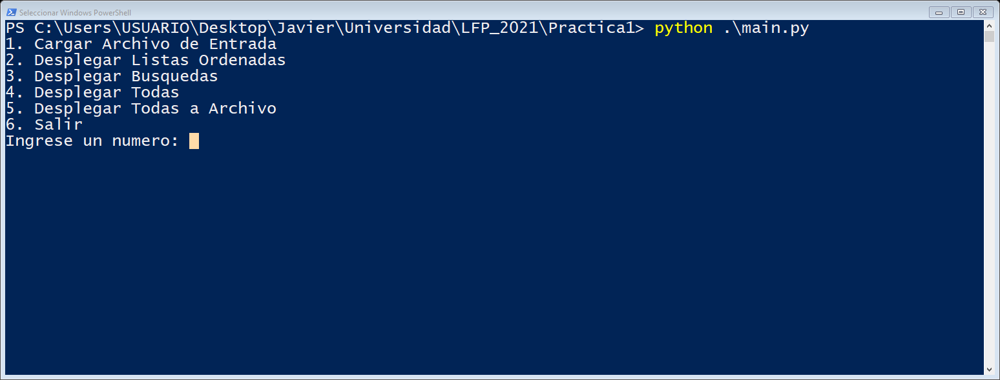 Seleccionar Windows PowerShell
PS C:\Users\USUARIO\Desktop\Javier\Universidad\LFP_2021\Practica1> python .\main.py
1. Cargar Archivo de Entrada
2. Desplegar Listas Ordenadas
3. Desplegar Busquedas
4. Desplegar Todas
5. Desplegar Todas a Archivo
6. Salir
Ingrese un numero: